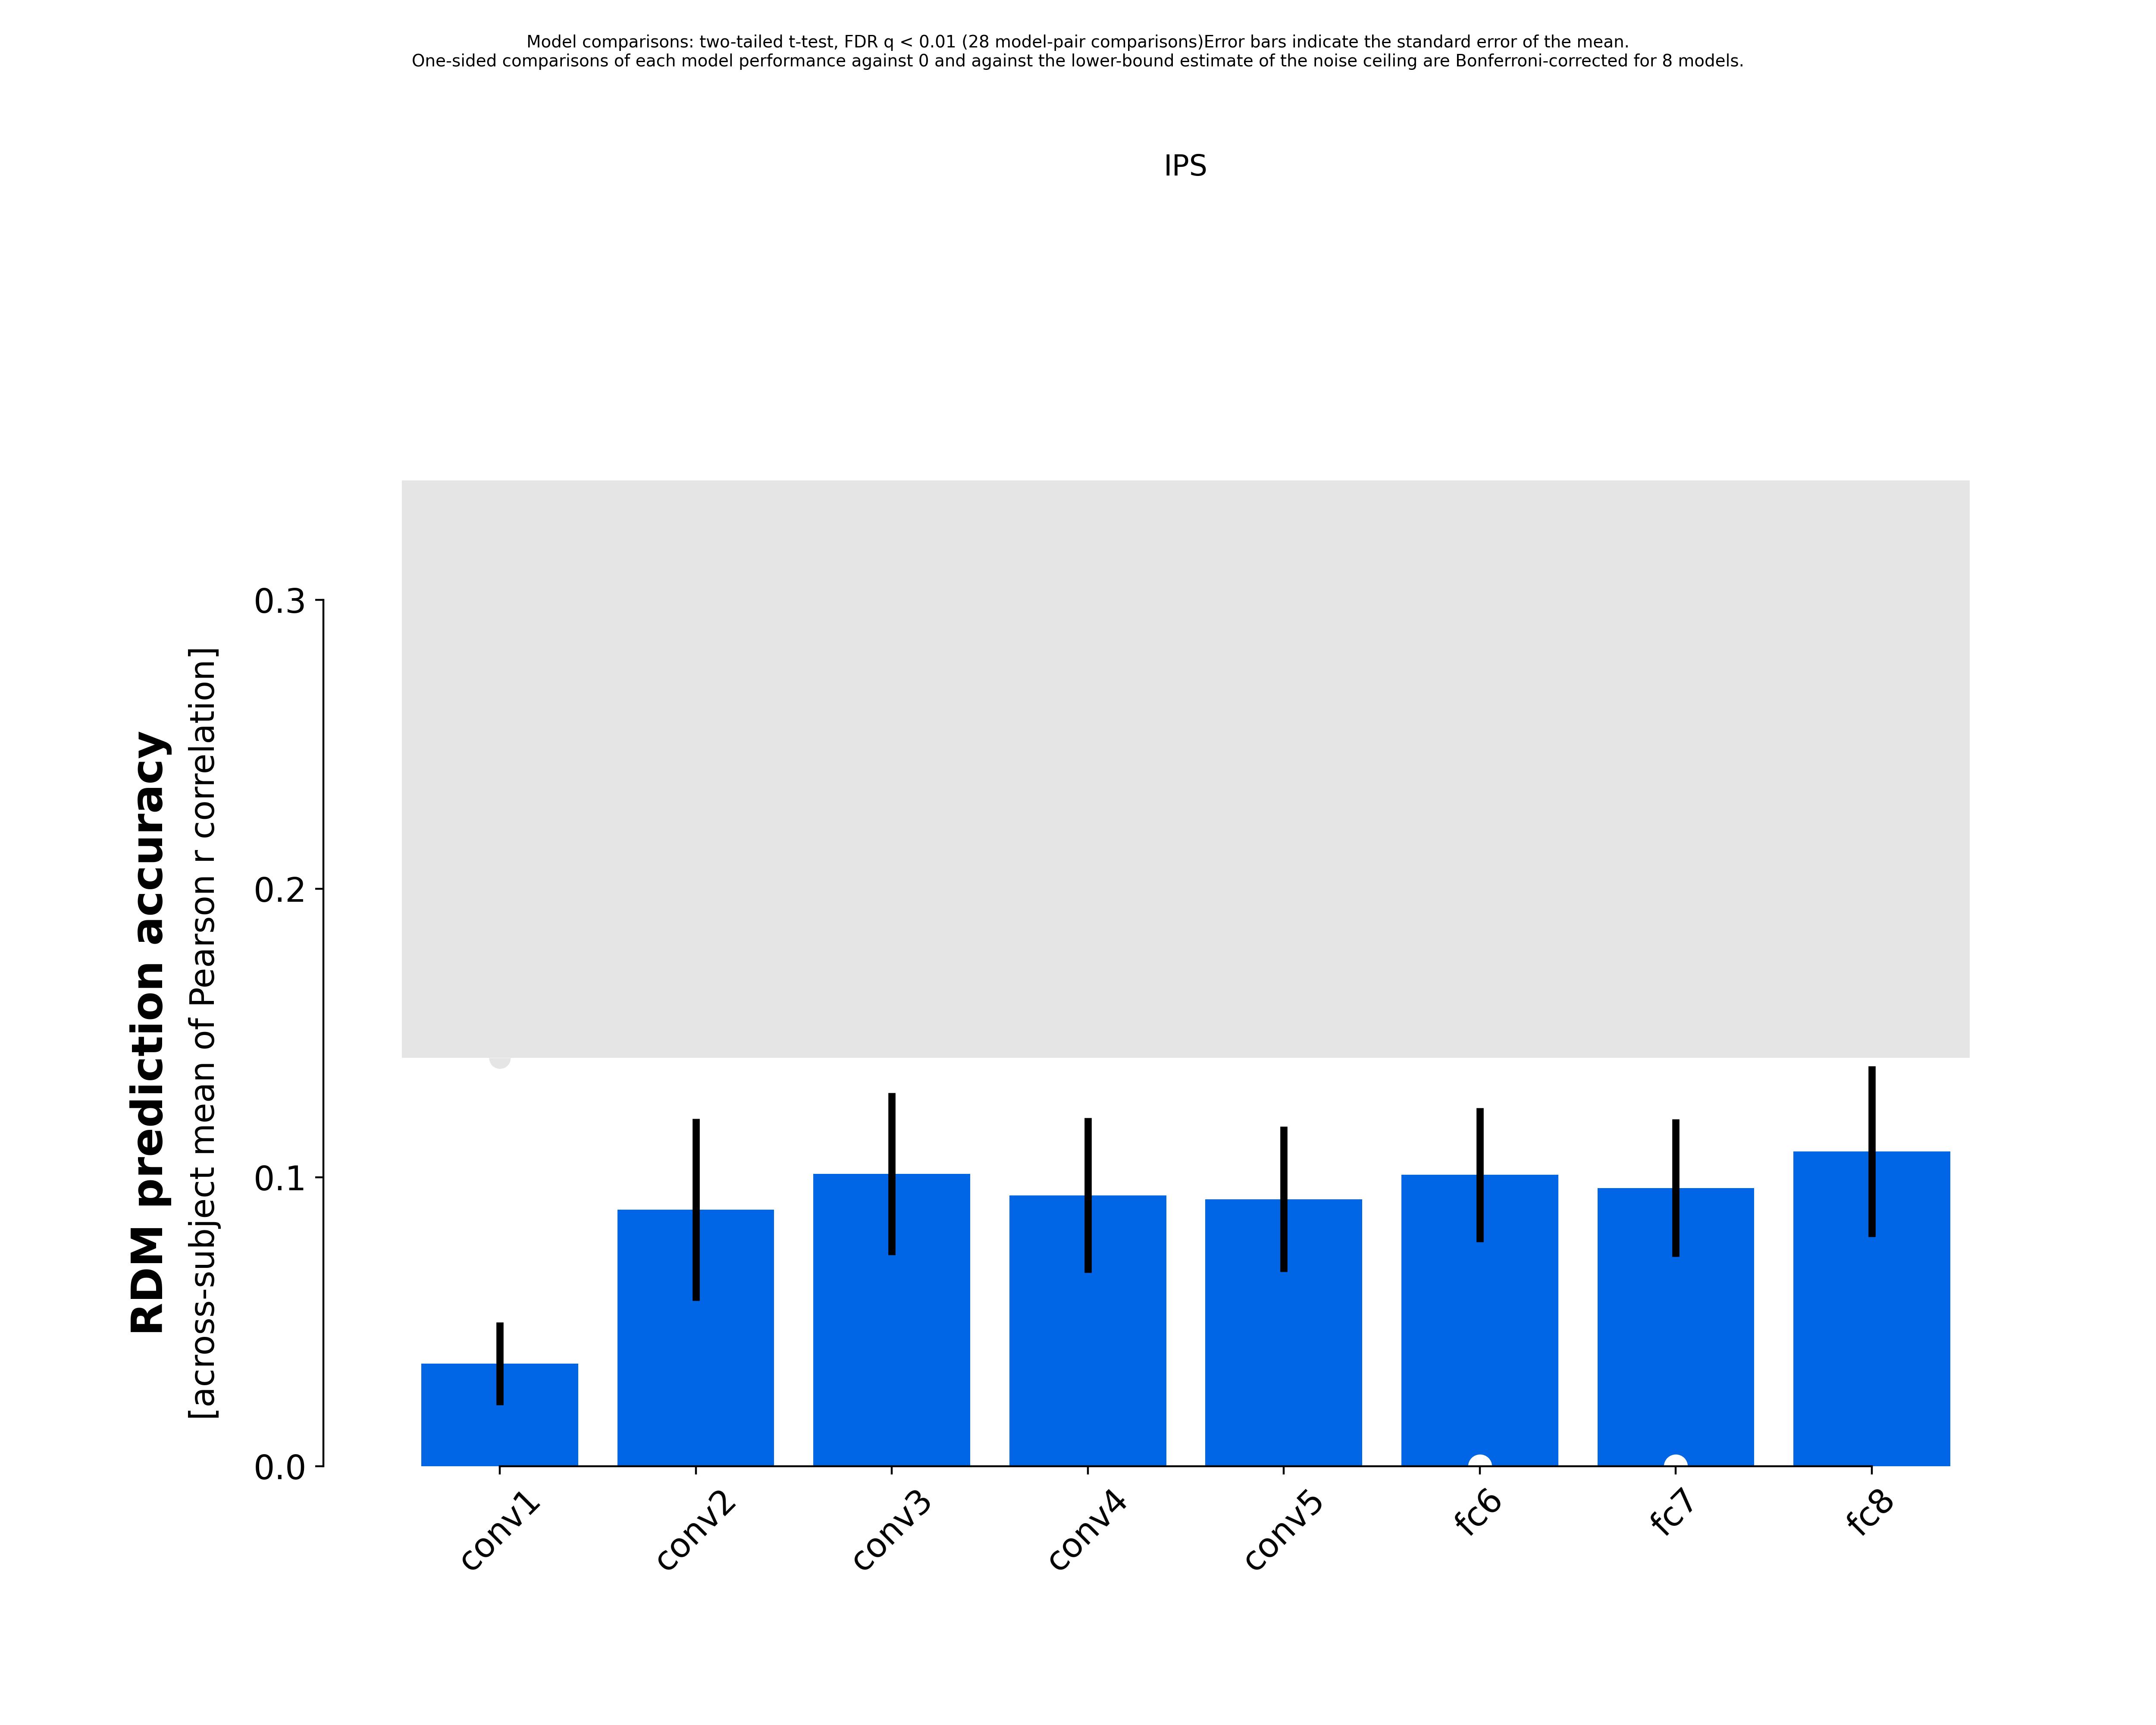 Model comparisons: two-tailed t-test, FDR q < 0.01 (28 model-pair comparisons)Error bars indicate the standard error of the mean.
One-sided comparisons of each model performance against 0 and against the lower-bound estimate of the noise ceiling are Bonferroni-corrected for 8 models.
IPS
RDM prediction accuracy
[across-subject mean of Pearson r correlation]
0.3
0.2
0.1
0.0
conv1
conv2
conv3
conv4
conv5
fc6
fc7
fc8